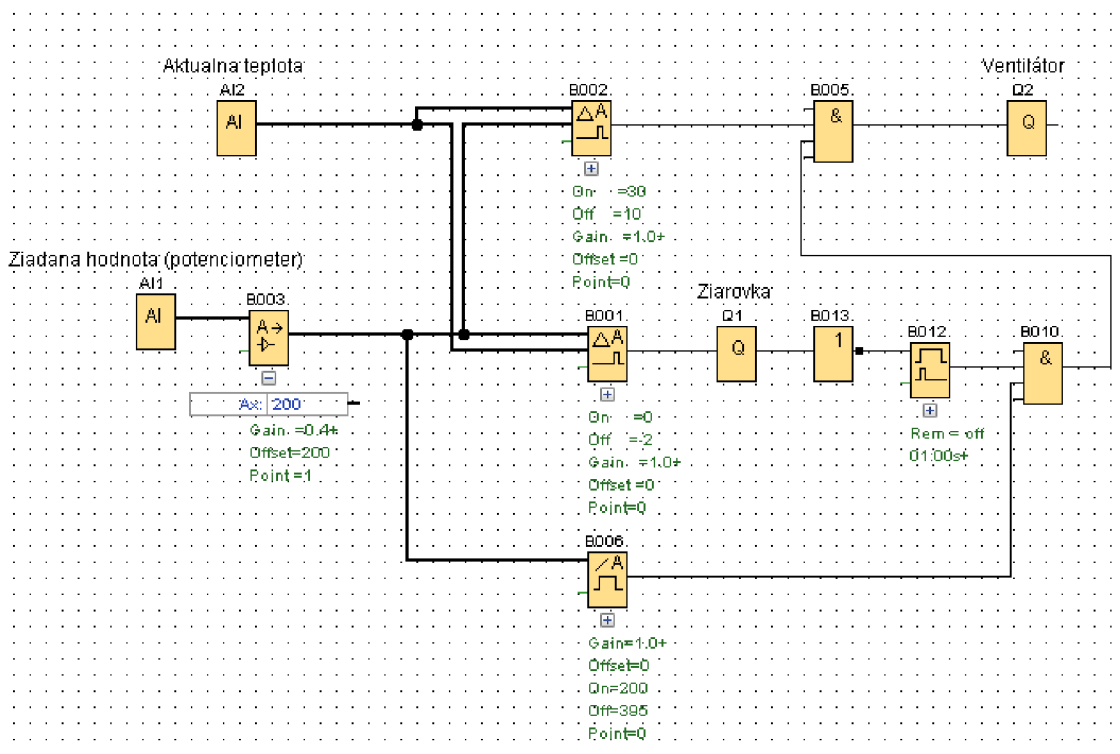 Aktualna teplota
AI2
AI
B002
ΔA
On =30
Off =10
Gain =1.0+
Offset =0
Point=0
B005
&
Ventilátor
Q2
Q
Ziadana hodnota (potenciometer)
AI1
AI
B003
A→
Ax: 200
Gain =0.4+
Offset=200
Point =1
B001
ΔA
On =0
Off =-2
Gain =1.0+
Offset =0
Point=0
Ziarovka
Q1
Q
B013
1
B012
Rem = off
01:00s+
B010
&
B006
/A
Gain=1.0+
Offset=0
On=200
Off=395
Point=0